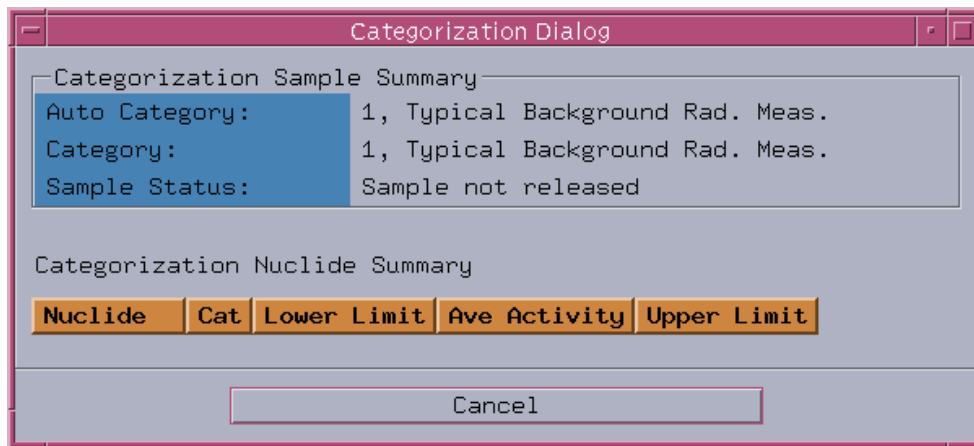 Categorization Dialog
Categorization Sample Summary
Auto Category: 1, Typical Background Rad. Meas.
Category: 1, Typical Background Rad. Meas.
Sample Status: Sample not released
Categorization Nuclide Summary
Nuclide Cat Lower Limit Ave Activity Upper Limit
Cancel